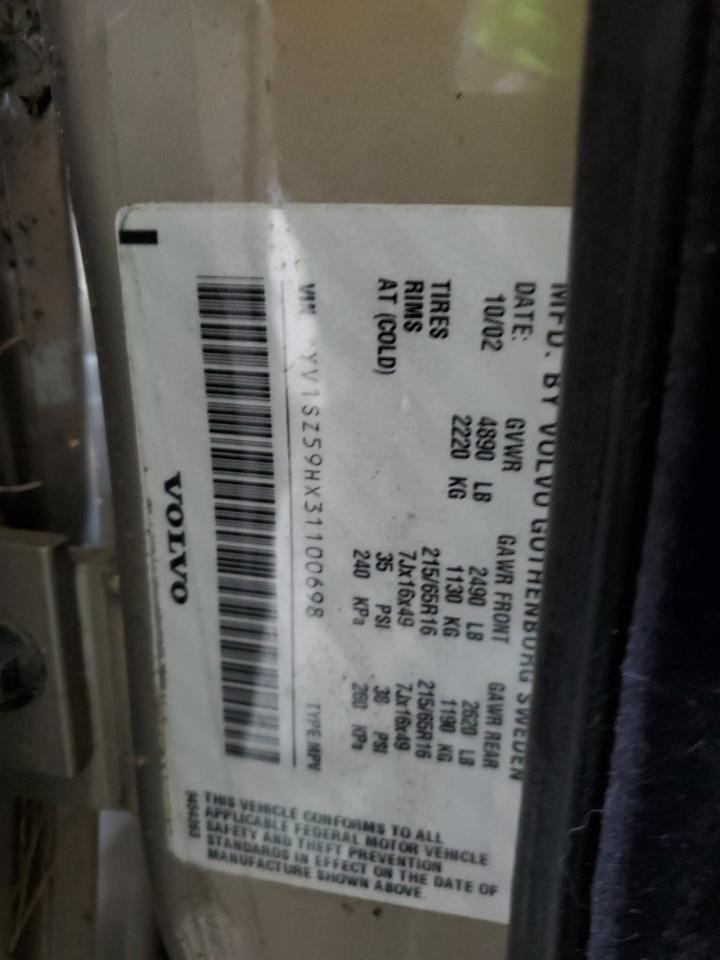 MFD. BY VOLVO GOTHENBURG SWEDEN
DATE: GVWR GAWR FRONT GAWR REAR
10/02 4890 LB 2490 LB 2620 LB
2220 KG 1130 KG 1190 KG
TIRES 215/65R16 215/65R16
RIMS 7Jx16x49 7Jx16x49
AT (COLD) 35 PSI 38 PSI
240 KPa 260 KPa
VIN *YV1SZ59HX31100698 TYPE:MPV
VOLVO
THIS VEHICLE CONFORMS TO ALL
APPLICABLE FEDERAL MOTOR VEHICLE
SAFETY AND THEFT PREVENTION
STANDARDS IN EFFECT ON THE DATE OF
MANUFACTURE SHOWN ABOVE.